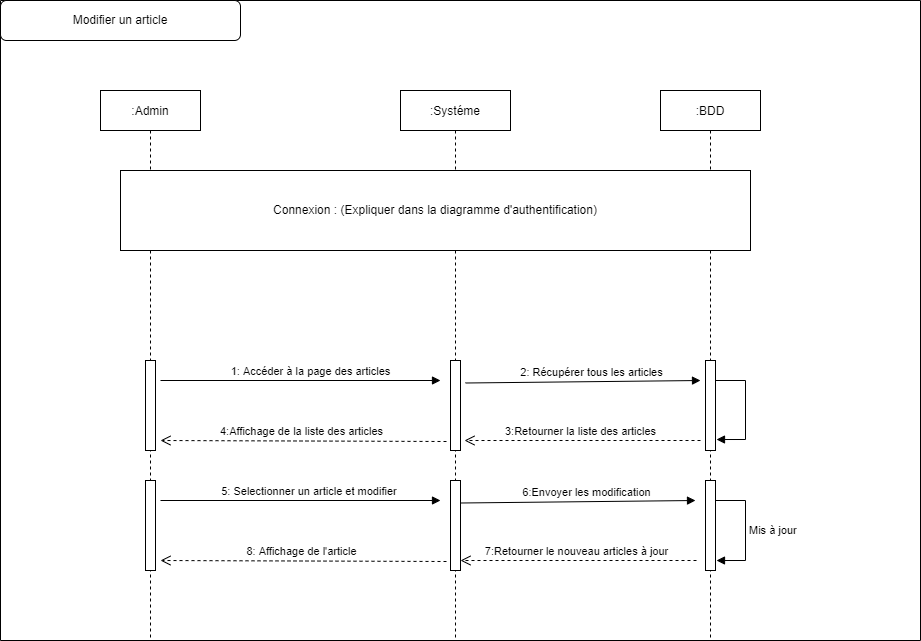 Modifier un article
:Admin
:Systéme
:BDD
Connexion : (Expliquer dans la diagramme d'authentification)
1: Accéder à la page des articles
2: Récupérer tous les articles
4:Affichage de la liste des articles
3:Retourner la liste des articles
5: Selectionner un article et modifier
6:Envoyer les modification
Mis à jour
8: Affichage de l'article
7:Retourner le nouveau articles à jour